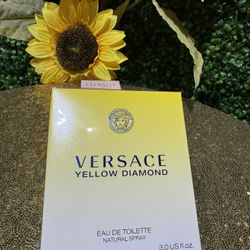 VERSACE
YELLOW DIAMOND
EAU DE TOILETTE
NATURAL SPRAY
3.0 US fl.oz.